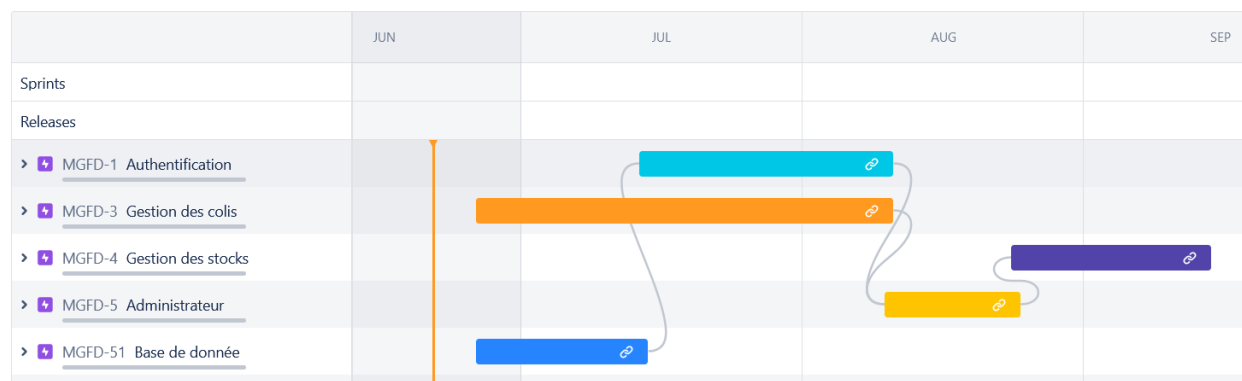 JUN JUL AUG SEP
Sprints
Releases
MGFD-1 Authentification
MGFD-3 Gestion des colis
MGFD-4 Gestion des stocks
MGFD-5 Administrateur
MGFD-51 Base de donnée